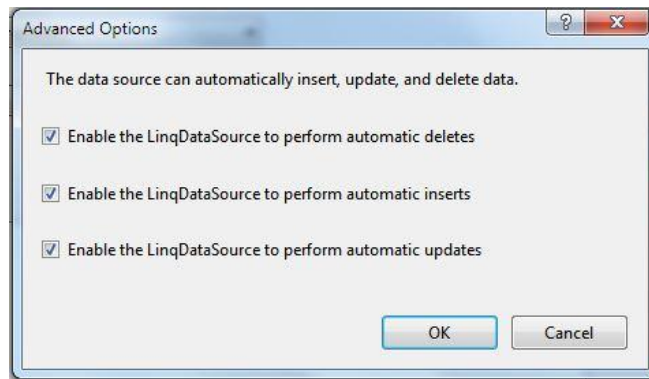 Advanced Options
?
The data source can automatically insert, update, and delete data.
Enable the LinqDataSource to perform automatic deletes
Enable the LinqDataSource to perform automatic inserts
Enable the LinqDataSource to perform automatic updates
OK
Cancel